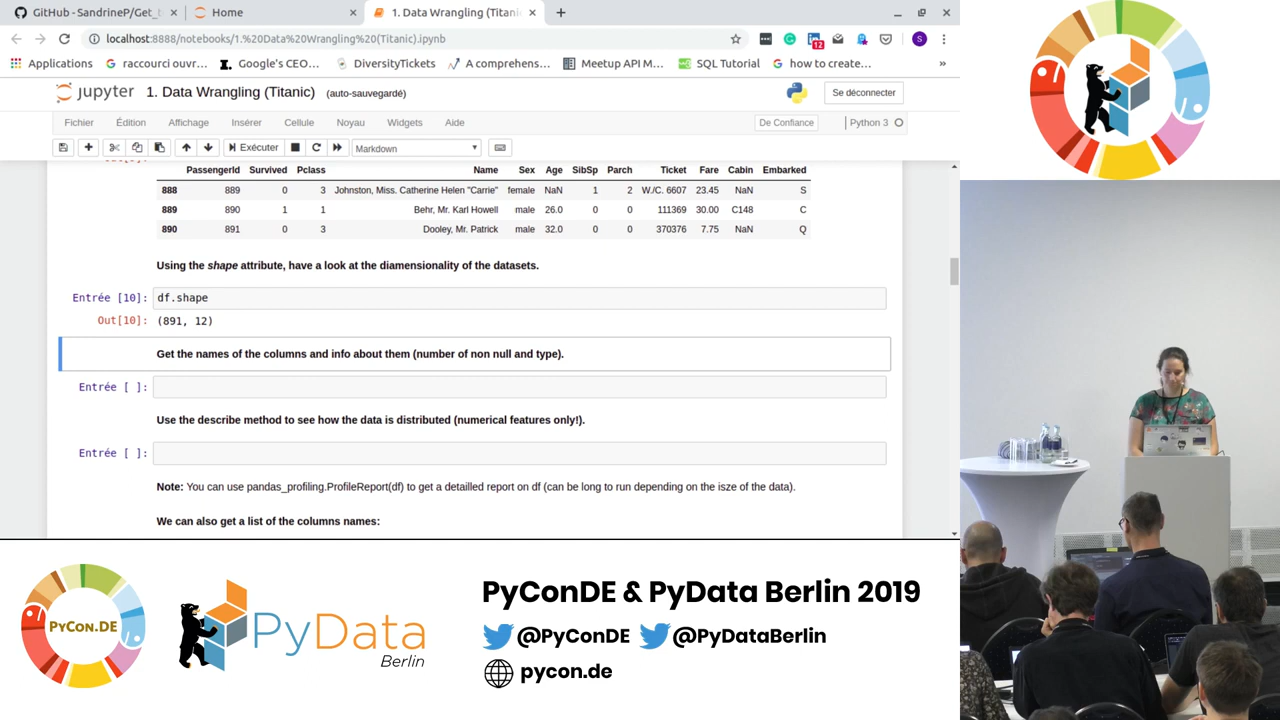 GitHub - SandrineP/Get_
Home
1. Data Wrangling (Titani
localhost:8888/notebooks/1.%20Data%20Wrangling%20(Titanic).ipynb
12
S
Applications
raccourci ouvr...
Google's CEO...
DiversityTickets
A comprehens...
Meetup API M...
SQL Tutorial
how to create...
»
jupyter
1. Data Wrangling (Titanic)
(auto-sauvegardé)
Se déconnecter
Fichier Édition Affichage Insérer Cellule Noyau Widgets Aide
De Confiance
Python 3
Exécuter
Markdown
PassengerId Survived Pclass Name Sex Age SibSp Parch Ticket Fare Cabin Embarked
888 889 0 3 Johnston, Miss. Catherine Helen "Carrie" female NaN 1 2 W./C. 6607 23.45 NaN S
889 890 1 1 Behr, Mr. Karl Howell male 26.0 0 0 111369 30.00 C148 C
890 891 0 3 Dooley, Mr. Patrick male 32.0 0 0 370376 7.75 NaN Q
Using the shape attribute, have a look at the diamensionality of the datasets.
Entrée [10]: df.shape
Out[10]: (891, 12)
Get the names of the columns and info about them (number of non null and type).
Entrée [ ]:
Use the describe method to see how the data is distributed (numerical features only!).
Entrée [ ]:
Note: You can use pandas_profiling.ProfileReport(df) to get a detailled report on df (can be long to run depending on the isze of the data).
We can also get a list of the columns names:
PyCon.DE
PyData
Berlin
PyConDE & PyData Berlin 2019
@PyConDE @PyDataBerlin
pycon.de